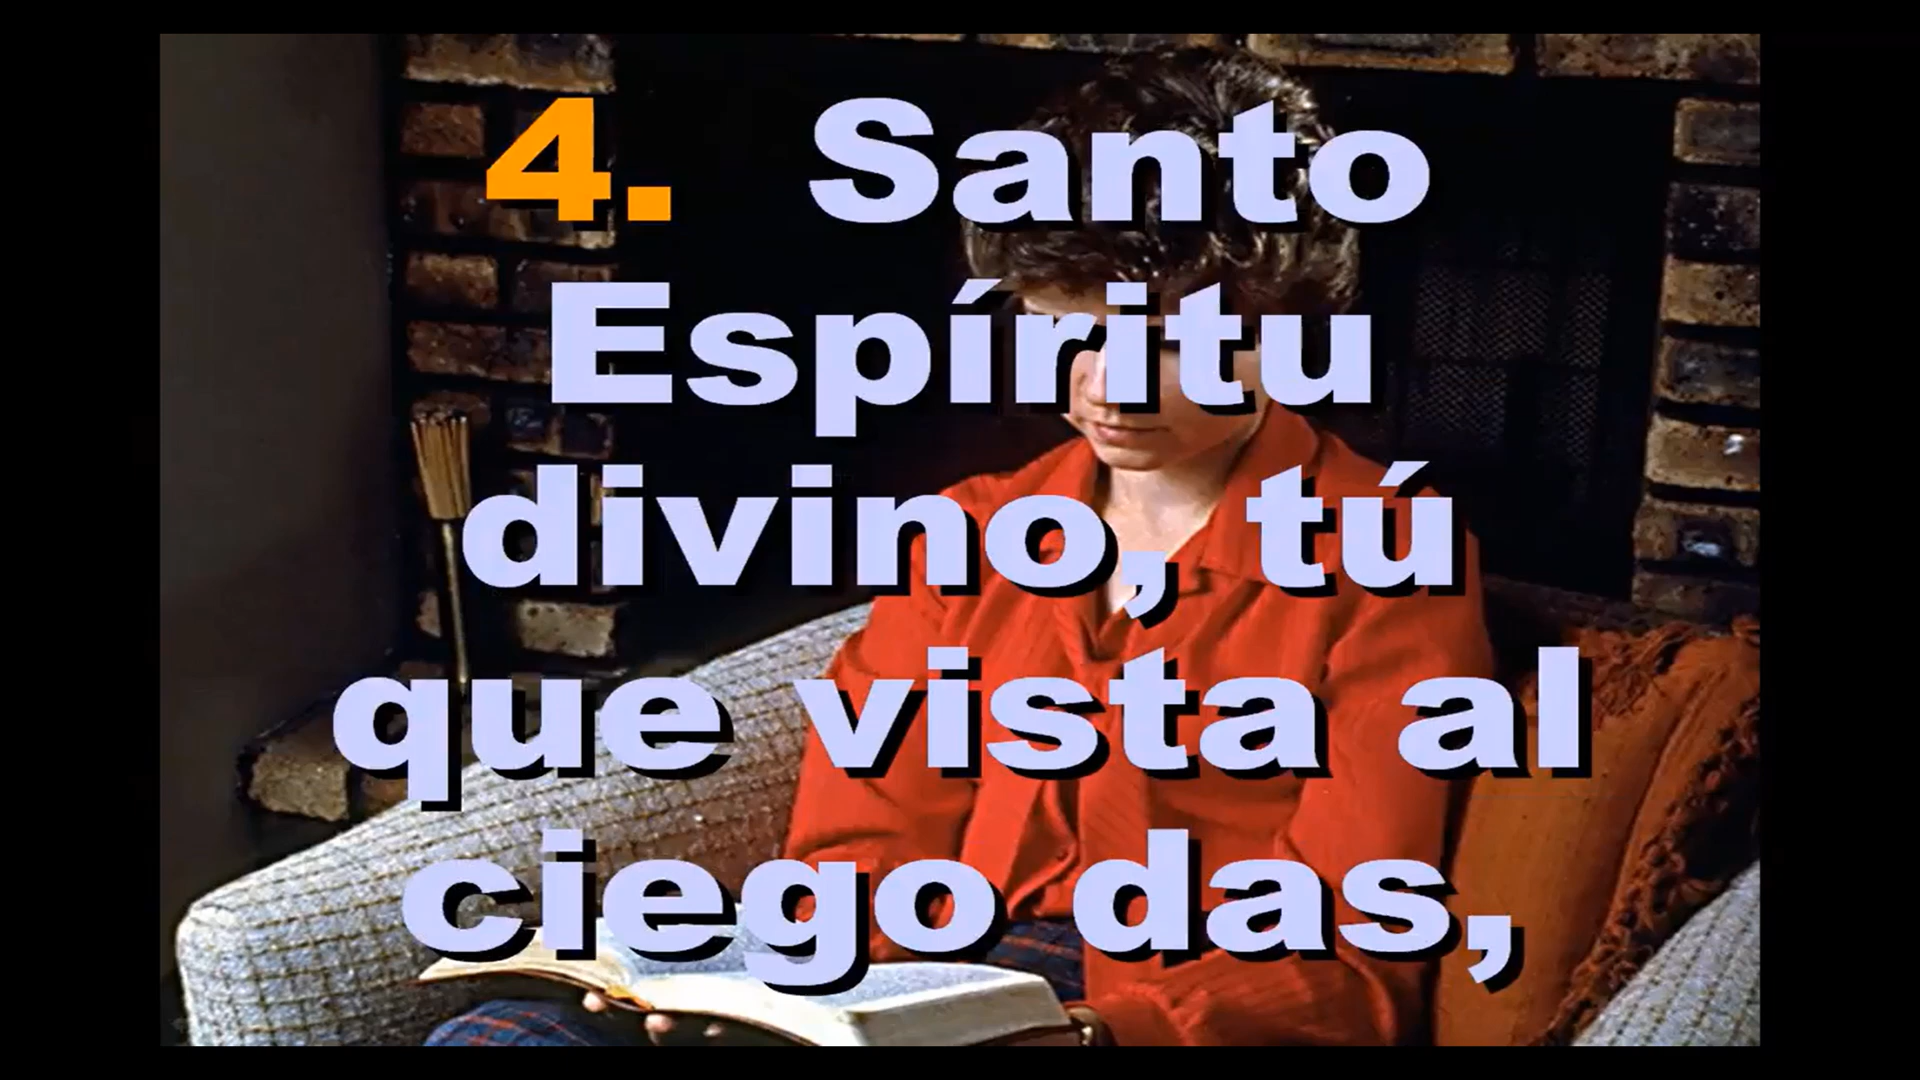 4. Santo
Espíritu
divino, tú
que vista al
ciego das,